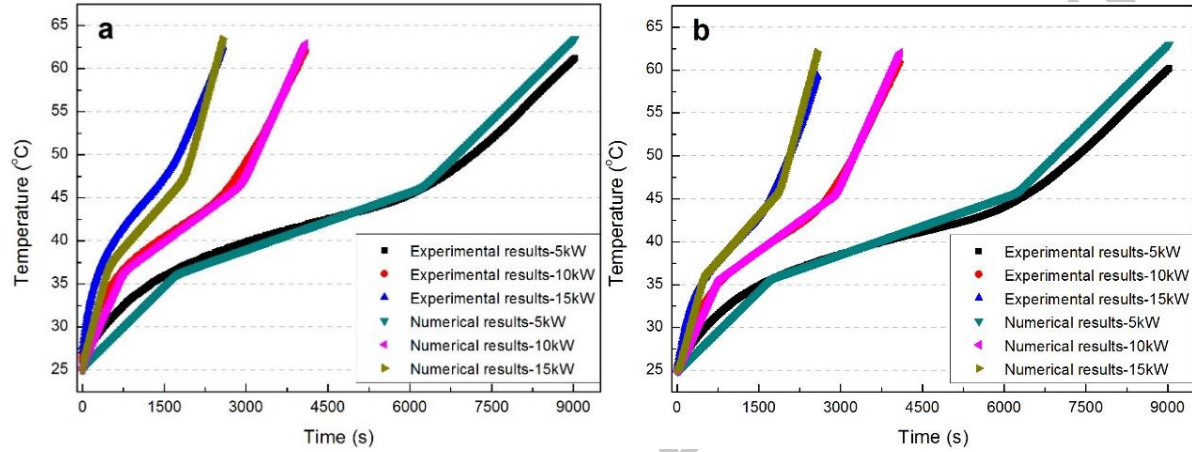 a
65
60
55
50
45
40
35
30
25
Temperature (°C)
Experimental results-5kW
Experimental results-10kW
Experimental results-15kW
Numerical results-5kW
Numerical results-10kW
Numerical results-15kW
0 1500 3000 4500 6000 7500 9000
Time (s)
b
65
60
55
50
45
40
35
30
25
Temperature (°C)
Experimental results-5kW
Experimental results-10kW
Experimental results-15kW
Numerical results-5kW
Numerical results-10kW
Numerical results-15kW
0 1500 3000 4500 6000 7500 9000
Time (s)